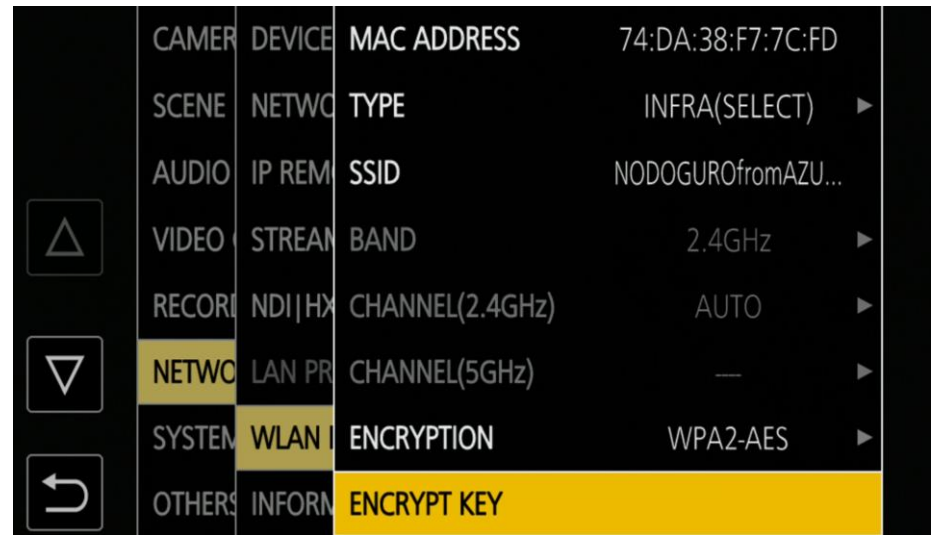 CAMER
SCENE
AUDIO
VIDEO
RECORD
NETWO
SYSTEM
OTHERS
DEVICE
NETWO
IP REM
STREAM
NDI|HX
LAN PR
WLAN
INFORM
MAC ADDRESS 74:DA:38:F7:7C:FD
TYPE INFRA(SELECT)
SSID NODOGUROfromAZU...
BAND 2.4GHz
CHANNEL(2.4GHz) AUTO
CHANNEL(5GHz) ----
ENCRYPTION WPA2-AES
ENCRYPT KEY